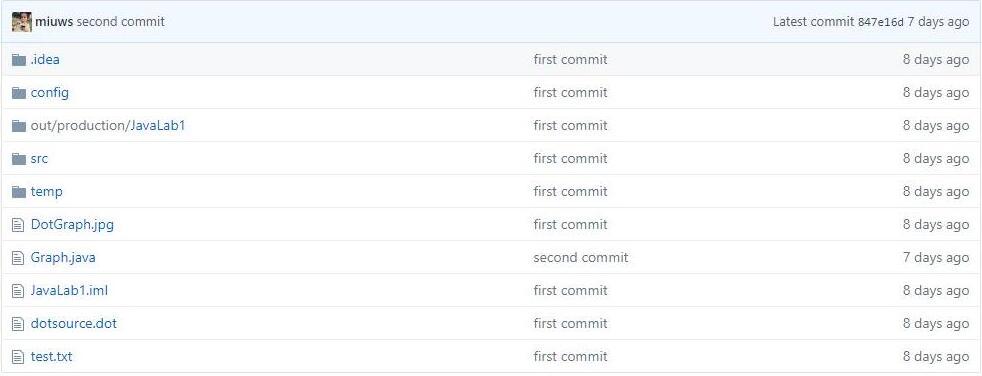 miuws second commit Latest commit 847e16d 7 days ago
.idea first commit 8 days ago
config first commit 8 days ago
out/production/JavaLab1 first commit 8 days ago
src first commit 8 days ago
temp first commit 8 days ago
DotGraph.jpg first commit 8 days ago
Graph.java second commit 7 days ago
JavaLab1.iml first commit 8 days ago
dotsource.dot first commit 8 days ago
test.txt first commit 8 days ago